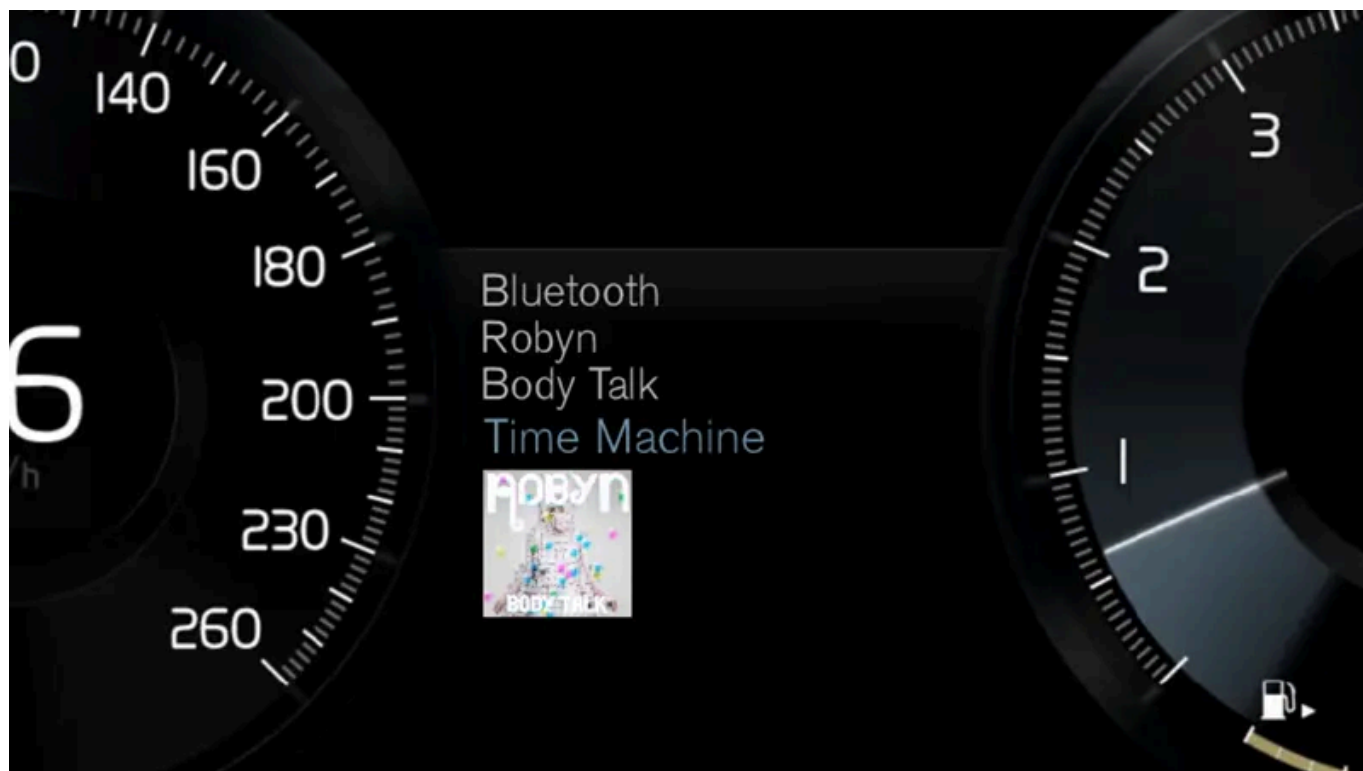 0
140
160
180
200
230
260
6
/h
Bluetooth
Robyn
Body Talk
Time Machine
ROBYN
BODY TALK
3
2
1